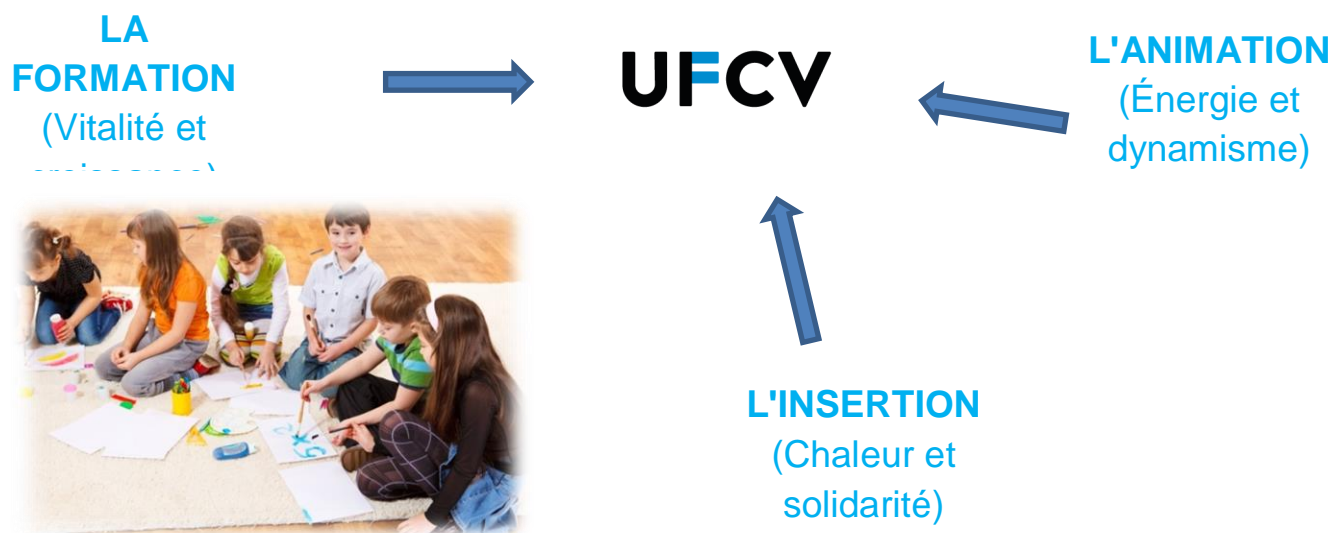 LA
FORMATION
(Vitalité et
UFCV
L'ANIMATION
(Énergie et
dynamisme)
L'INSERTION
(Chaleur et
solidarité)